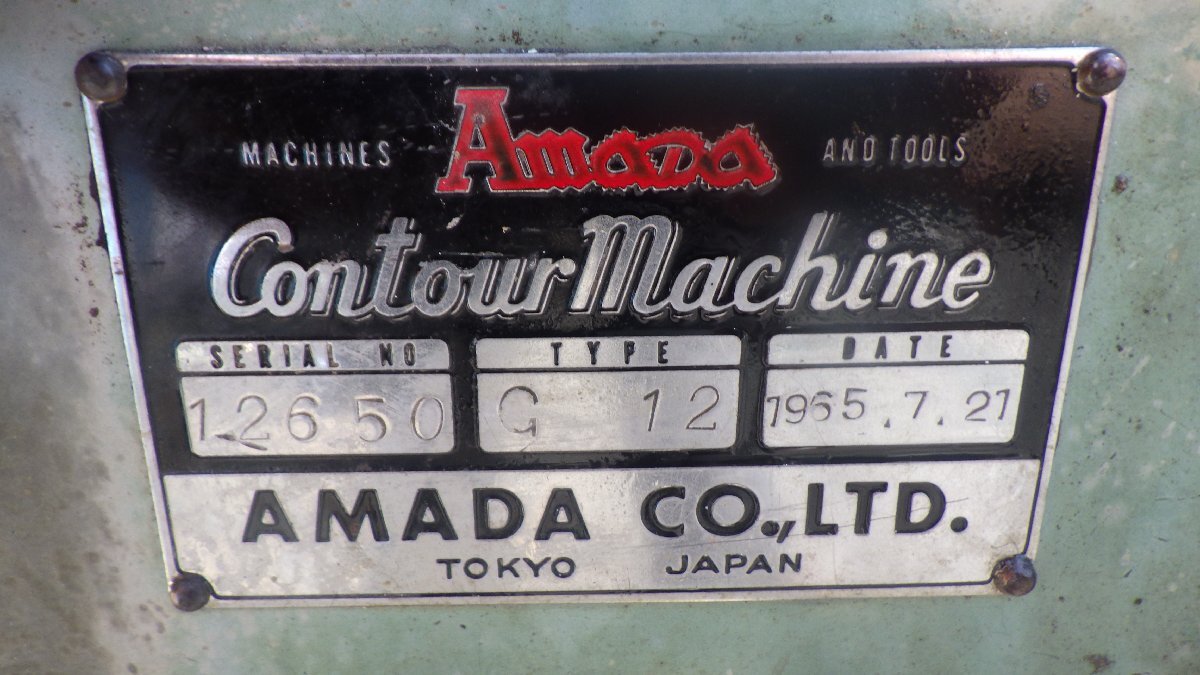 MACHINES Amada AND TOOLS
Contour Machine
SERIAL NO TYPE DATE
12650 G 12 1965.7.21
AMADA CO.,LTD.
TOKYO JAPAN